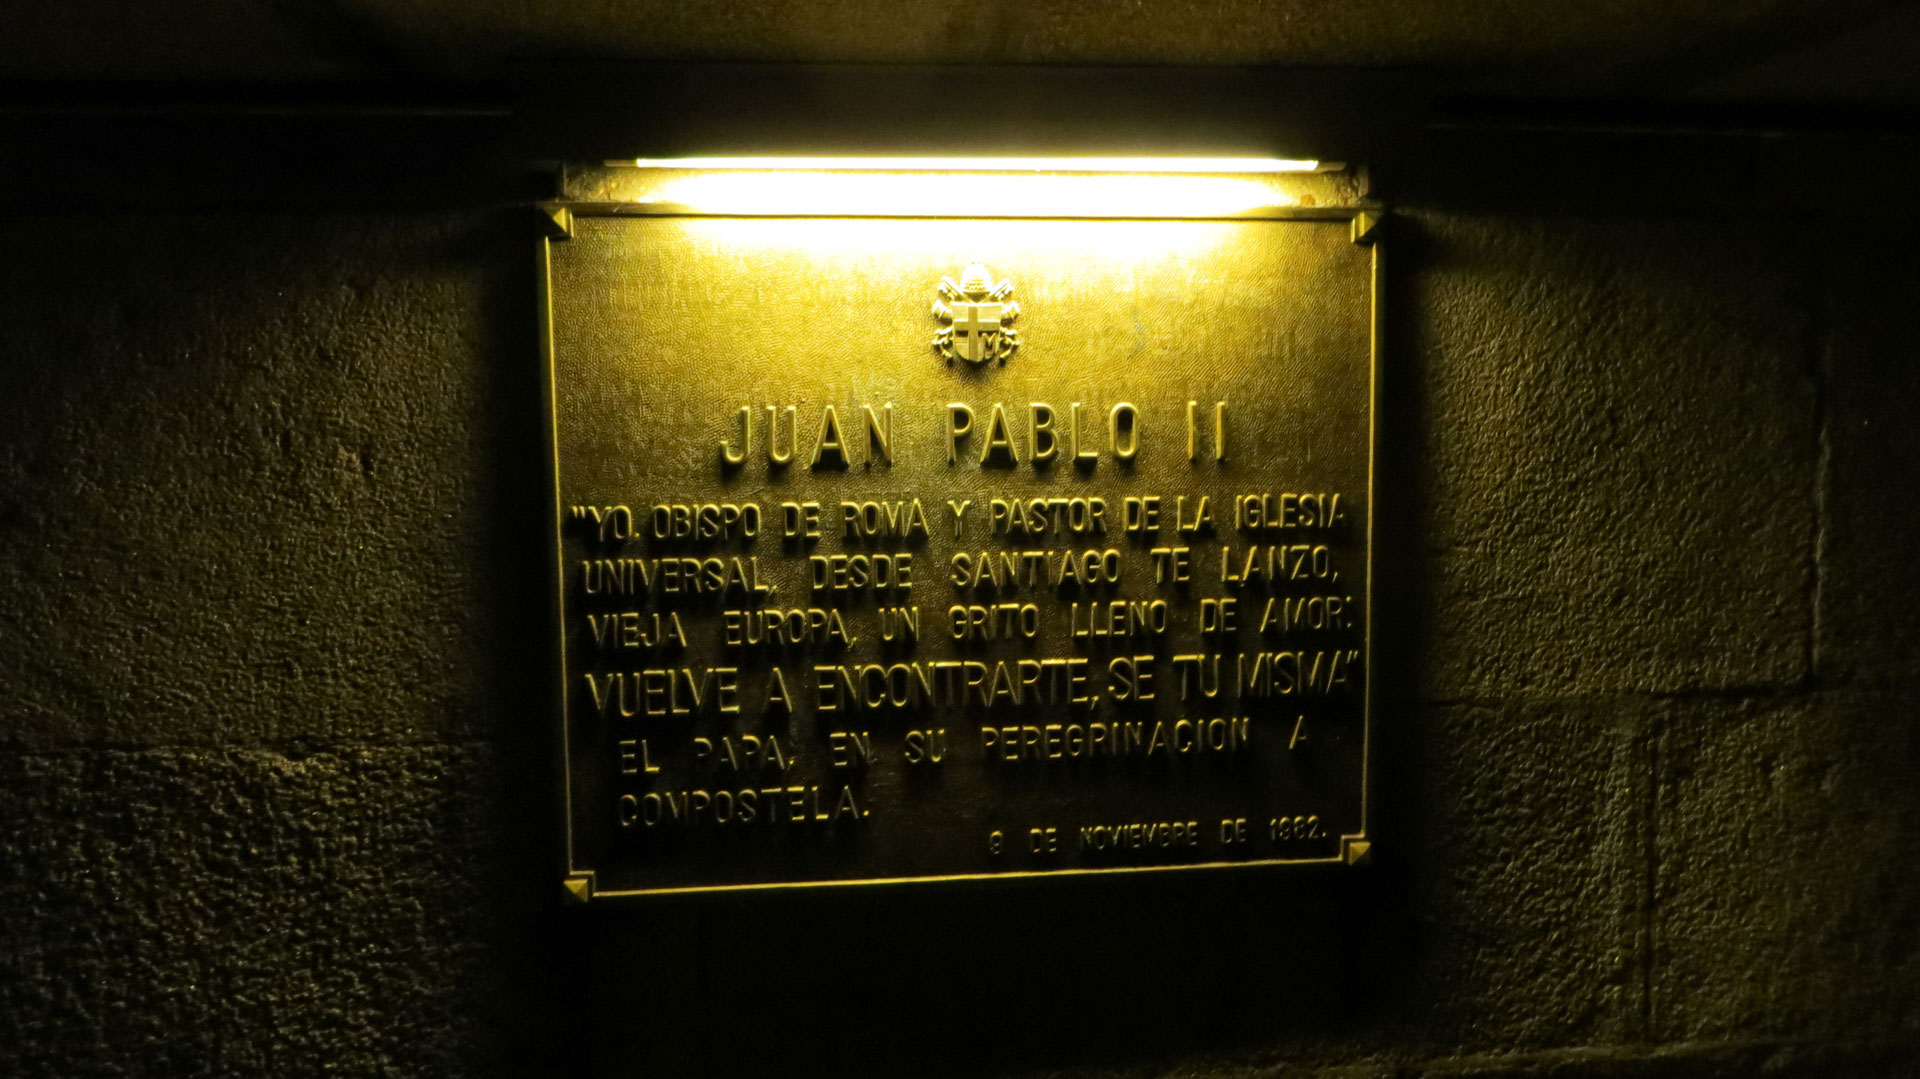 M
JUAN PABLO II
"YO, OBISPO DE ROMA Y PASTOR DE LA IGLESIA
UNIVERSAL, DESDE SANTIAGO TE LANZO,
VIEJA EUROPA, UN GRITO LLENO DE AMOR:
VUELVE A ENCONTRARTE, SE TU MISMA"
EL PAPA, EN SU PEREGRINACION A
COMPOSTELA.
9 DE NOVIEMBRE DE 1982.